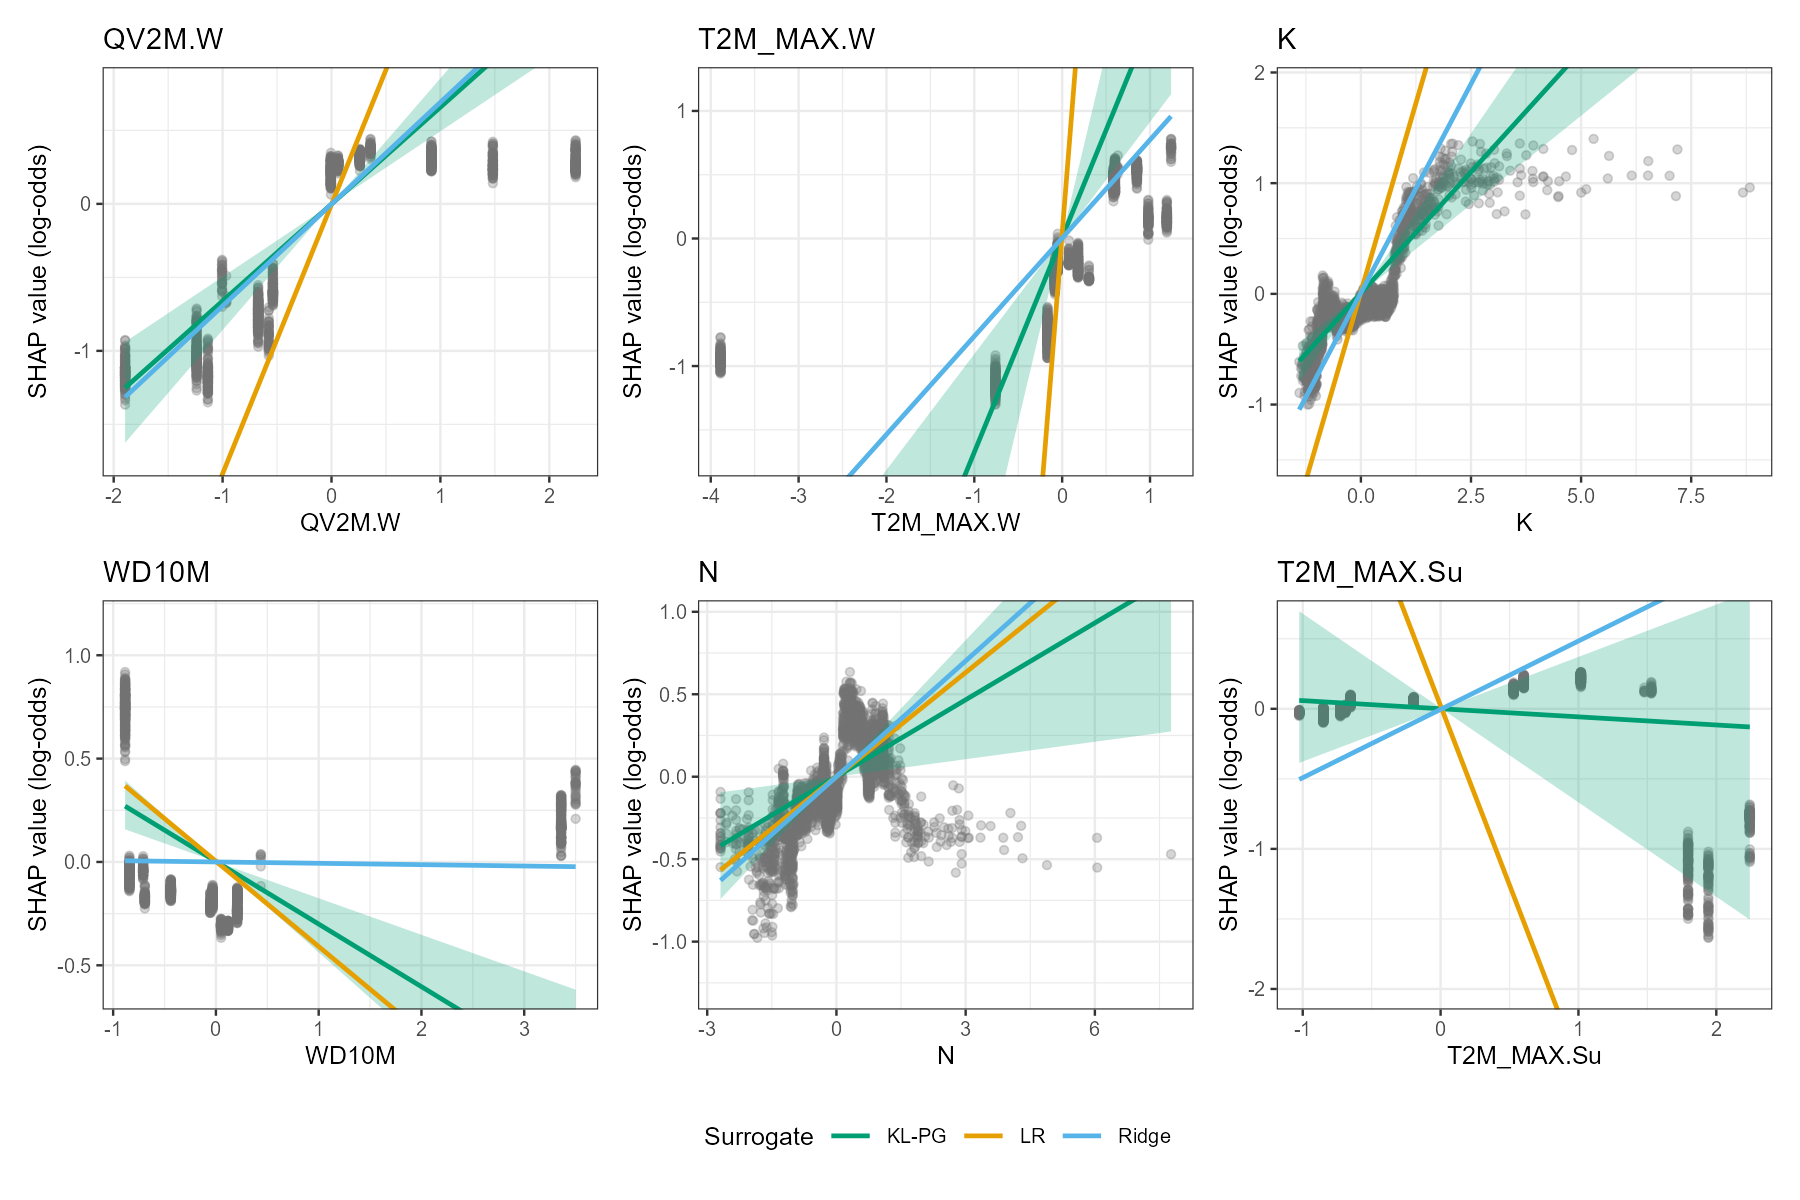 QV2M.W
T2M_MAX.W
K
SHAP value (log-odds)
0
-1
-2
-1
0
1
2
QV2M.W
SHAP value (log-odds)
1
0
-1
-4
-3
-2
-1
0
1
T2M_MAX.W
SHAP value (log-odds)
2
1
0
-1
0.0
2.5
5.0
7.5
K
WD10M
N
T2M_MAX.Su
SHAP value (log-odds)
1.0
0.5
0.0
-0.5
-1
0
1
2
3
WD10M
SHAP value (log-odds)
1.0
0.5
0.0
-0.5
-1.0
-3
0
3
6
N
SHAP value (log-odds)
0
-1
-2
-1
0
1
2
T2M_MAX.Su
Surrogate KL-PG LR Ridge